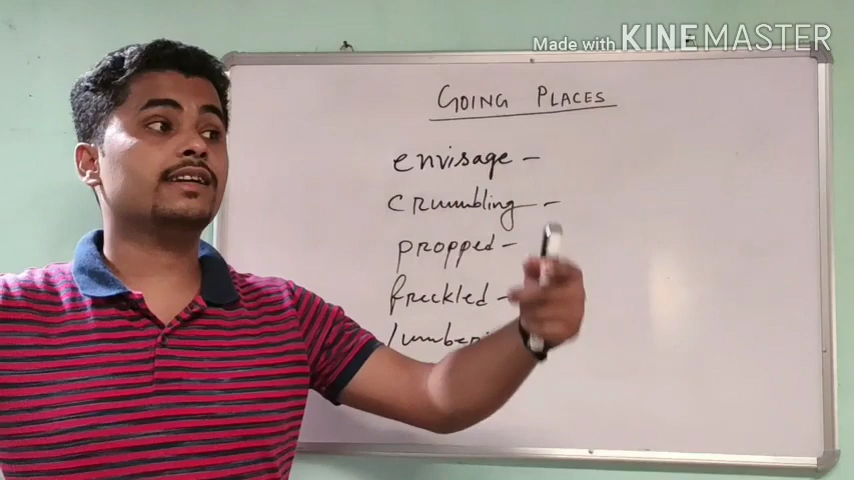 Made with KINEMASTER
GOING PLACES
envisage -
crumbling -
propped -
freckled -